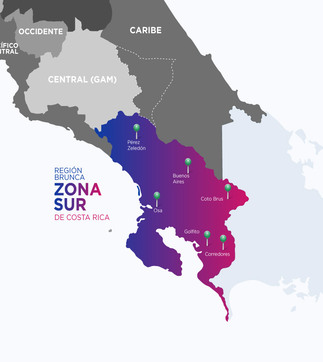 OCCIDENTE
CARIBE
ÍFICO
NTRAL
CENTRAL (GAM)
Pérez
Zeledón
REGIÓN
BRUNCA
ZONA
SUR
DE COSTA RICA
Buenos
Aires
Coto Brus
Osa
Golfito
Corredores